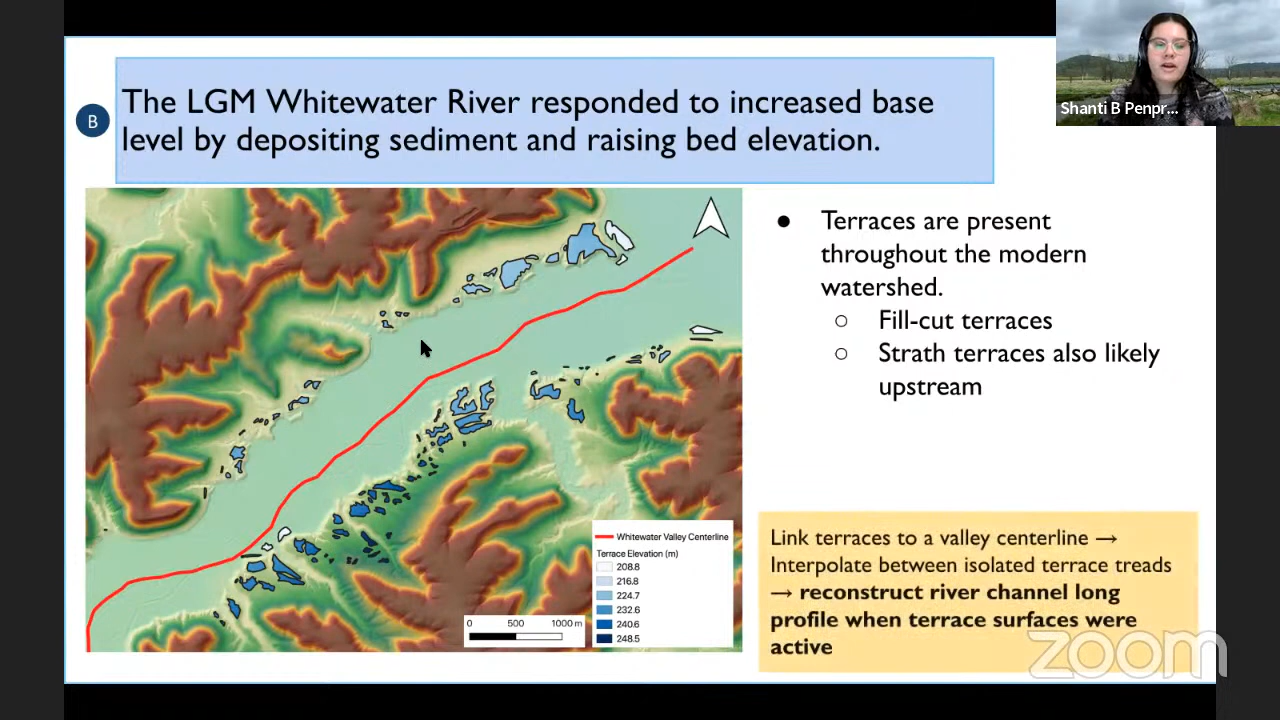 The LGM Whitewater River responded to increased base
level by depositing sediment and raising bed elevation.
B
Shanti B Penpr...
● Terraces are present
throughout the modern
watershed.
○ Fill-cut terraces
○ Strath terraces also likely
upstream
Whitewater Valley Centerline
Terrace Elevation (m)
208.8
216.8
224.7
232.6
240.6
248.5
0 500 1000 m
Link terraces to a valley centerline →
Interpolate between isolated terrace treads
→ reconstruct river channel long
profile when terrace surfaces were
active
zoom